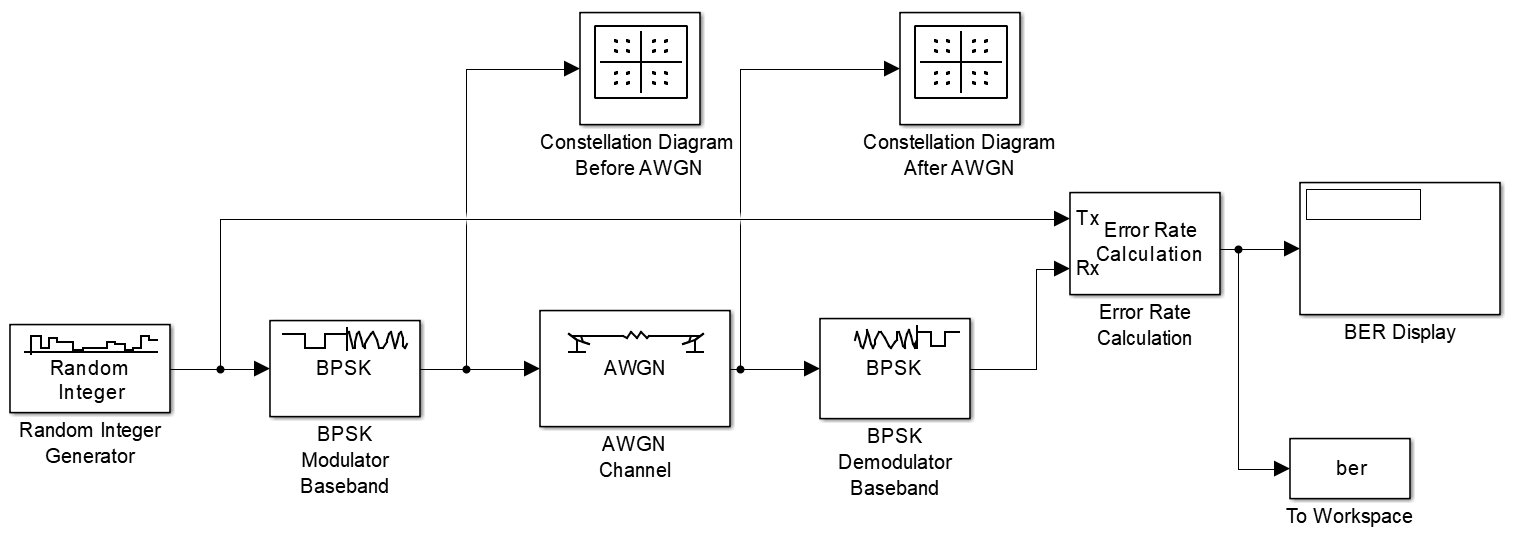 Constellation Diagram
Before AWGN
Constellation Diagram
After AWGN
Tx
Error Rate
Calculation
Rx
Error Rate
Calculation
BER Display
Random
Integer
Random Integer
Generator
BPSK
BPSK
Modulator
Baseband
AWGN
AWGN
Channel
BPSK
BPSK
Demodulator
Baseband
ber
To Workspace